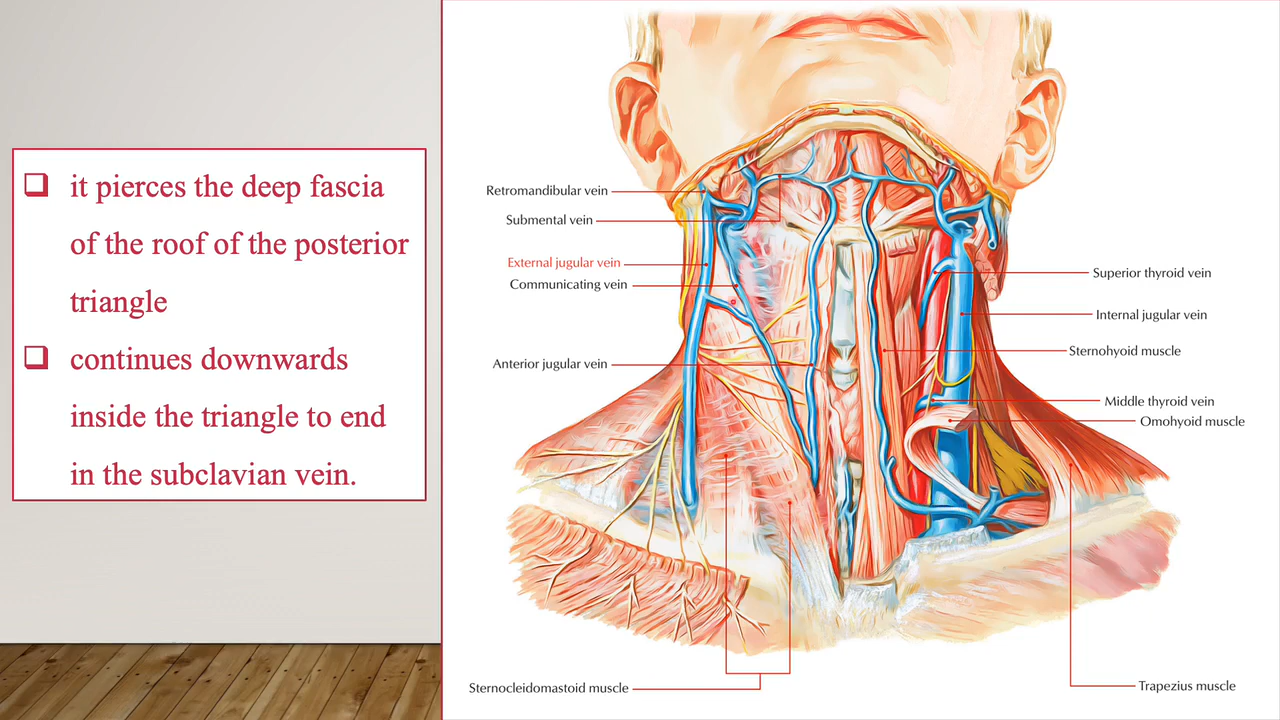 ❑ it pierces the deep fascia
of the roof of the posterior
triangle
❑ continues downwards
inside the triangle to end
in the subclavian vein.
Retromandibular vein
Submental vein
External jugular vein
Communicating vein
Anterior jugular vein
Sternocleidomastoid muscle
Superior thyroid vein
Internal jugular vein
Sternohyoid muscle
Middle thyroid vein
Omohyoid muscle
Trapezius muscle